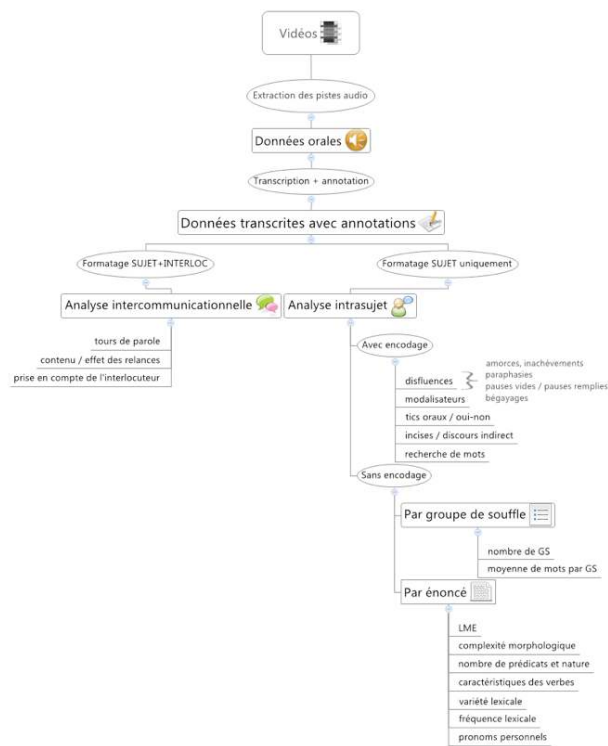 Vidéos
Extraction des pistes audio
Données orales
Transcription + annotation
Données transcrites avec annotations
Formatage SUJET+INTERLOC
Formatage SUJET uniquement
Analyse intercommunicationnelle
Analyse intrasujet
tours de parole
contenu / effet des relances
prise en compte de l'interlocuteur
Avec encodage
disfluences
amorces, inachèvements
paraphasies
pauses vides / pauses remplies
bégayages
modalisateurs
tics oraux / oui-non
incises / discours indirect
recherche de mots
Sans encodage
Par groupe de souffle
nombre de GS
moyenne de mots par GS
Par énoncé
LME
complexité morphologique
nombre de prédicats et nature
caractéristiques des verbes
variété lexicale
fréquence lexicale
pronoms personnels